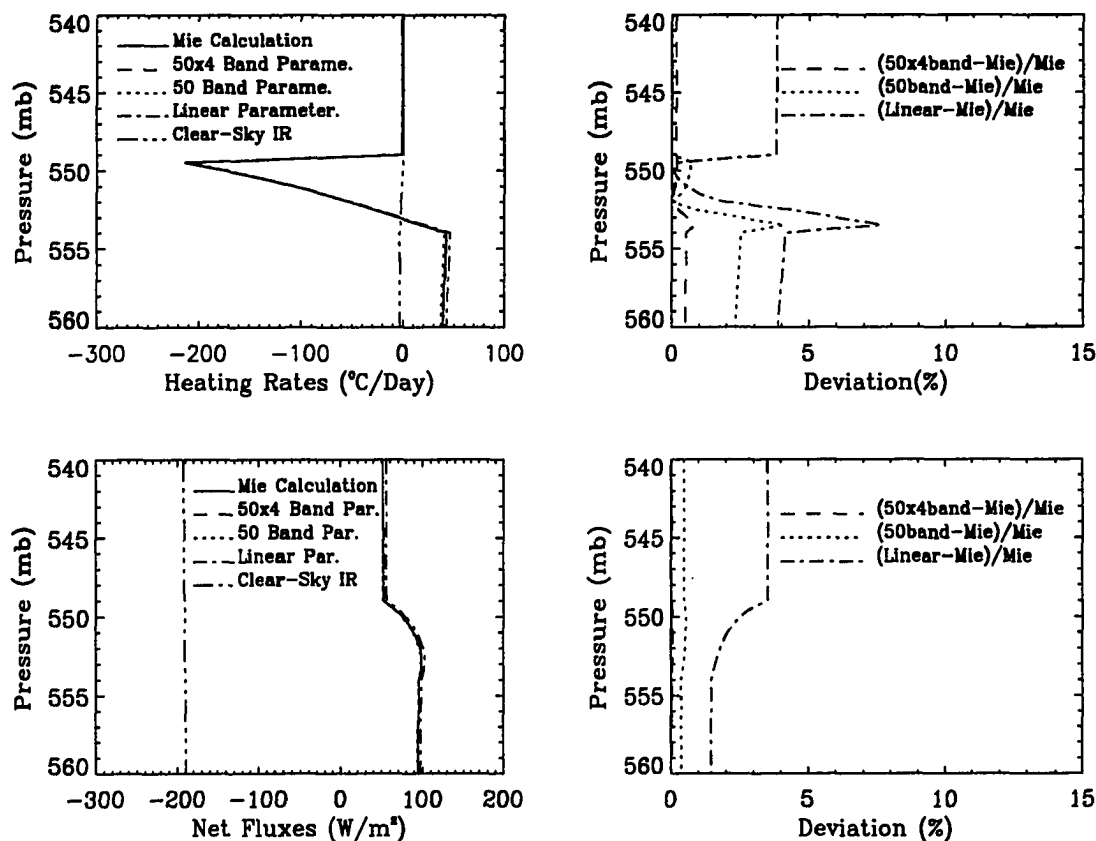 540
545
550
555
560
Pressure (mb)
Mie Calculation
50x4 Band Parame.
50 Band Parame.
Linear Parameter.
Clear-Sky IR
-300 -200 -100 0 100
Heating Rates (°C/Day)
540
545
550
555
560
Pressure (mb)
(50x4band-Mie)/Mie
(50band-Mie)/Mie
(Linear-Mie)/Mie
0 5 10 15
Deviation(%)
540
545
550
555
560
Pressure (mb)
Mie Calculation
50x4 Band Par.
50 Band Par.
Linear Par.
Clear-Sky IR
-300 -200 -100 0 100 200
Net Fluxes (W/m²)
540
545
550
555
560
Pressure (mb)
(50x4band-Mie)/Mie
(50band-Mie)/Mie
(Linear-Mie)/Mie
0 5 10 15
Deviation (%)